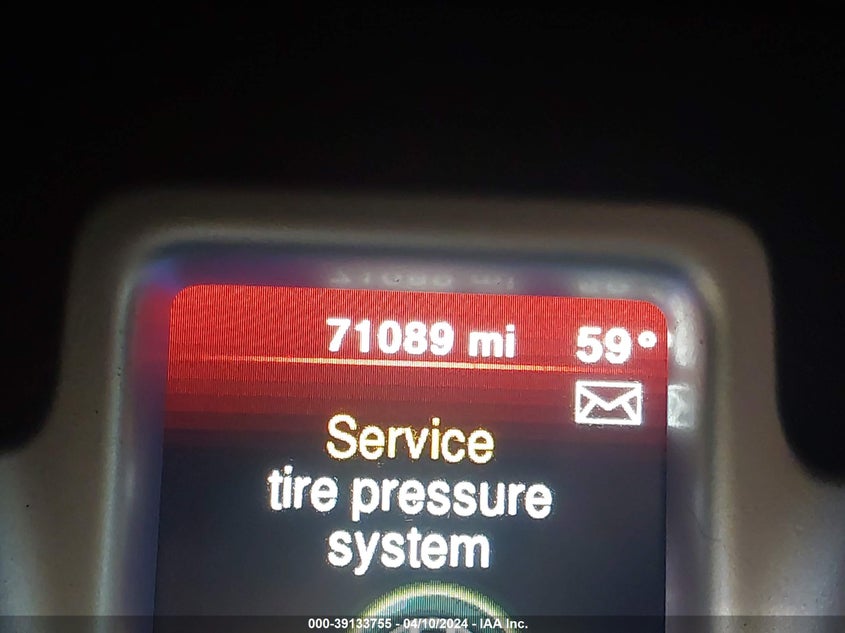 71089 mi 59°
Service
tire pressure
system
000-39133755 - 04/10/2024 - IAA Inc.